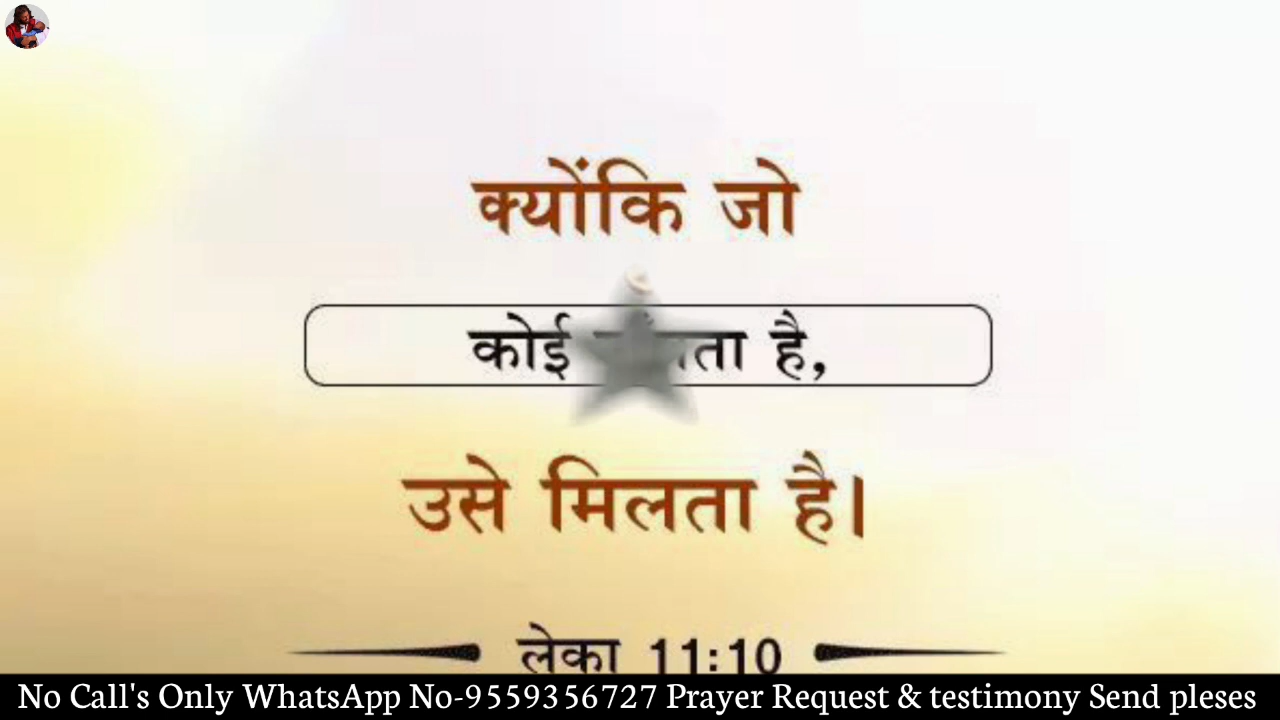 क्योंकि जो
कोई है,
उसे मिलता है।
11:10
No Call's Only WhatsApp No-9559356727 Prayer Request & testimony Send pleses